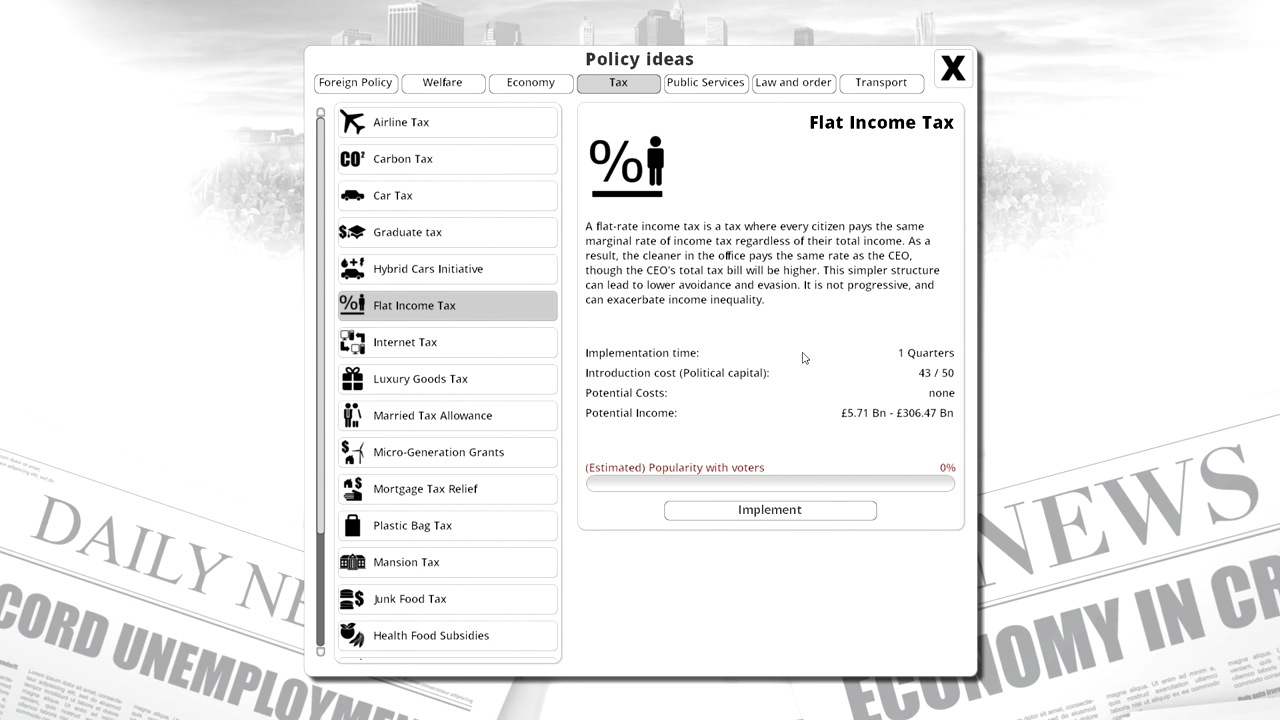 Policy ideas
X
Foreign Policy
Welfare
Economy
Tax
Public Services
Law and order
Transport
Airline Tax
CO² Carbon Tax
Car Tax
$ Graduate tax
Hybrid Cars Initiative
% Flat Income Tax
Internet Tax
Luxury Goods Tax
Married Tax Allowance
$ Micro-Generation Grants
$ Mortgage Tax Relief
Plastic Bag Tax
Mansion Tax
$ Junk Food Tax
Health Food Subsidies
Flat Income Tax
%
A flat-rate income tax is a tax where every citizen pays the same
marginal rate of income tax regardless of their total income. As a
result, the cleaner in the office pays the same rate as the CEO,
though the CEO's total tax bill will be higher. This simpler structure
can lead to lower avoidance and evasion. It is not progressive, and
can exacerbate income inequality.
Implementation time: 1 Quarters
Introduction cost (Political capital): 43 / 50
Potential Costs: none
Potential Income: £5.71 Bn - £306.47 Bn
(Estimated) Popularity with voters 0%
Implement
DAILY NE
CORD UNEMPLOYM
NEWS
ECONOMY IN CR